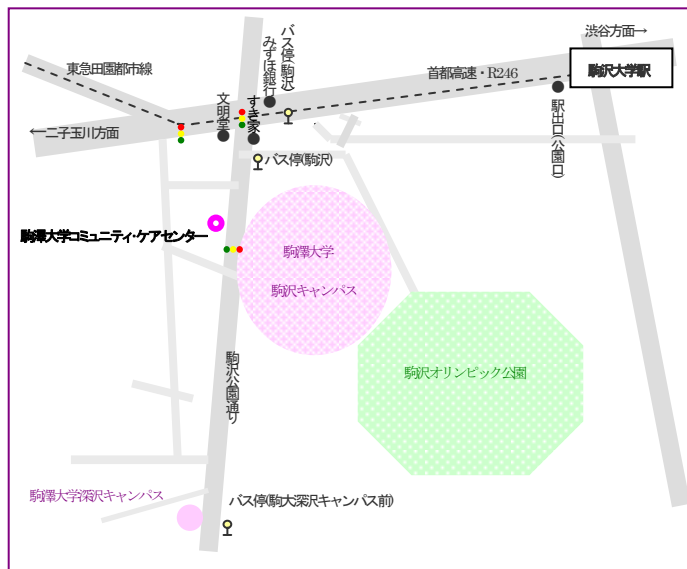 渋谷方面→
東急田園都市線
バス停(駒沢)
みずほ銀行
首都高速・R246
駒沢大学駅
文明堂
すき家
←二子玉川方面
バス停(駒沢)
駅出口(公園口)
駒澤大学コミュニティ・ケアセンター
駒澤大学
駒沢キャンパス
駒沢公園通り
駒沢オリンピック公園
駒澤大学深沢キャンパス
バス停(駒大深沢キャンパス前)